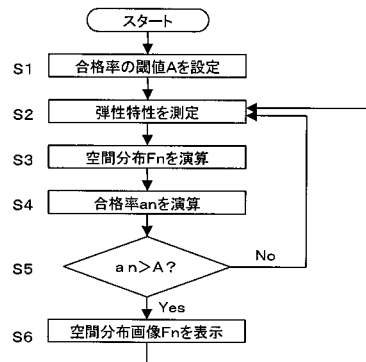 スタート
S1 合格率の閾値Aを設定
S2 弾性特性を測定
S3 空間分布Fnを演算
S4 合格率anを演算
S5 an>A? No
Yes
S6 空間分布画像Fnを表示